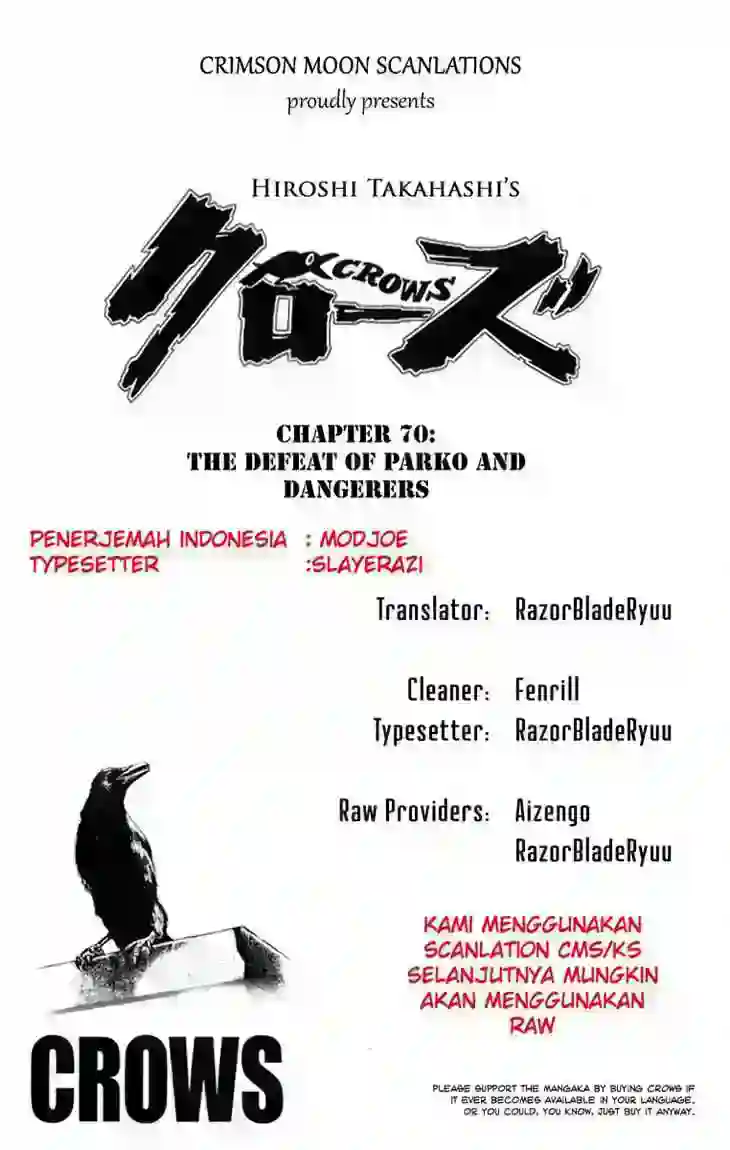 CRIMSON MOON SCANLATIONS
proudly presents
HIROSHI TAKAHASHI'S
クローズ
CROWS
CHAPTER 70:
THE DEFEAT OF PARKO AND
DANGERERS
PENERJEMAH INDONESIA : MODJOE
TYPESETTER :SLAYERAZI
Translator: RazorBladeRyuu
Cleaner: Fenrill
Typesetter: RazorBladeRyuu
Raw Providers: Aizengo
RazorBladeRyuu
KAMI MENGGUNAKAN
SCANLATION CMS/KS
SELANJUTNYA MUNGKIN
AKAN MENGGUNAKAN
RAW
CROWS
PLEASE SUPPORT THE MANGAKA BY BUYING CROWS IF
IT EVER BECOMES AVAILABLE IN YOUR LANGUAGE.
OR YOU COULD, YOU KNOW, JUST BUY IT ANYWAY.